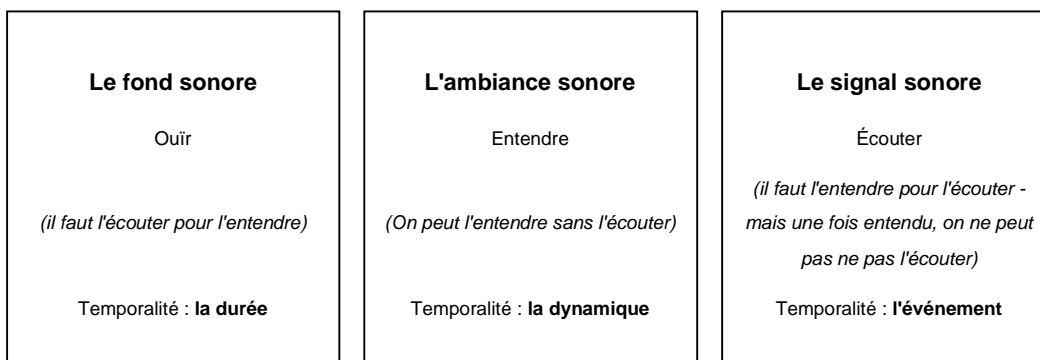 Le fond sonore
Ouïr
(il faut l'écouter pour l'entendre)
Temporalité : la durée
L'ambiance sonore
Entendre
(On peut l'entendre sans l'écouter)
Temporalité : la dynamique
Le signal sonore
Écouter
(il faut l'entendre pour l'écouter -
mais une fois entendu, on ne peut
pas ne pas l'écouter)
Temporalité : l'événement